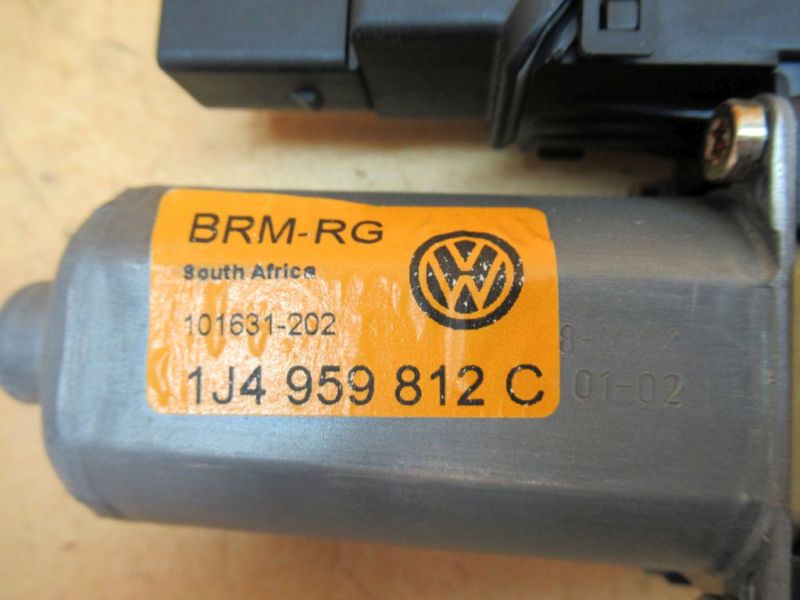 BRM-RG
South Africa
101631-202
1J4 959 812 C
01-02